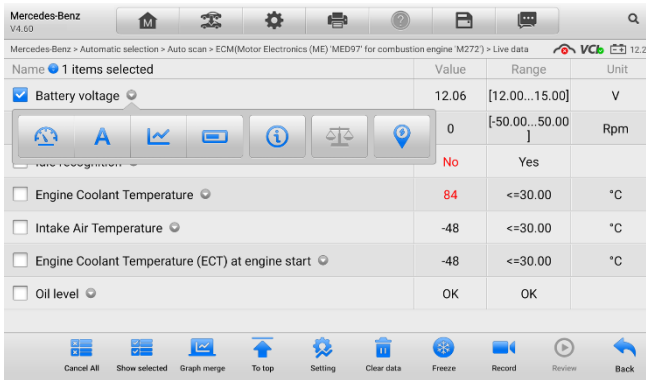 Mercedes-Benz
V4.60
M
?
VCI
12.2
Mercedes-Benz > Automatic selection > Auto scan > ECM(Motor Electronics (ME) 'MED97' for combustion engine 'M272') > Live data
Name 1 items selected Value Range Unit
Battery voltage 12.06 [12.00...15.00] V
A
i
0 [-50.00...50.00
] Rpm
Idle recognition No Yes
Engine Coolant Temperature 84 <=30.00 °C
Intake Air Temperature -48 <=30.00 °C
Engine Coolant Temperature (ECT) at engine start -48 <=30.00 °C
Oil level OK OK
Cancel All Show selected Graph merge To top Setting Clear data Freeze Record Review Back